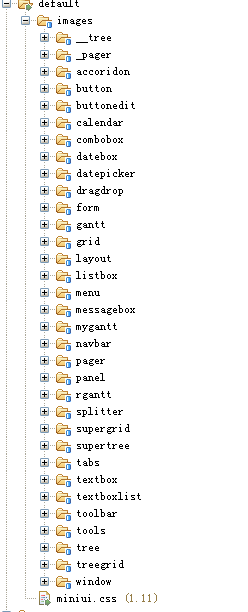 default
images
__tree
_pager
accoridon
button
buttonedit
calendar
combobox
datebox
datepicker
dragdrop
form
gantt
grid
layout
listbox
menu
messagebox
mygantt
navbar
pager
panel
rgantt
splitter
supergrid
supertree
tabs
textbox
textboxlist
toolbar
tools
tree
treegrid
window
miniui.css (1.11)